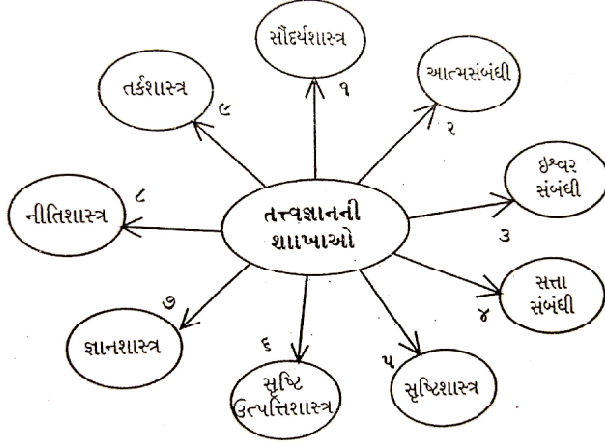 સૌંદર્યશાસ્ત્ર
૧
આત્મસંબંધી
૨
ઇશ્વર
સંબંધી
૩
સત્તા
સંબંધી
૪
સૃષ્ટિશાસ્ત્ર
૫
સૃષ્ટિ
ઉત્પત્તિશાસ્ત્ર
૬
જ્ઞાનશાસ્ત્ર
૭
નીતિશાસ્ત્ર
૮
તર્કશાસ્ત્ર
૯
તત્ત્વજ્ઞાનની
શાાખાઓ